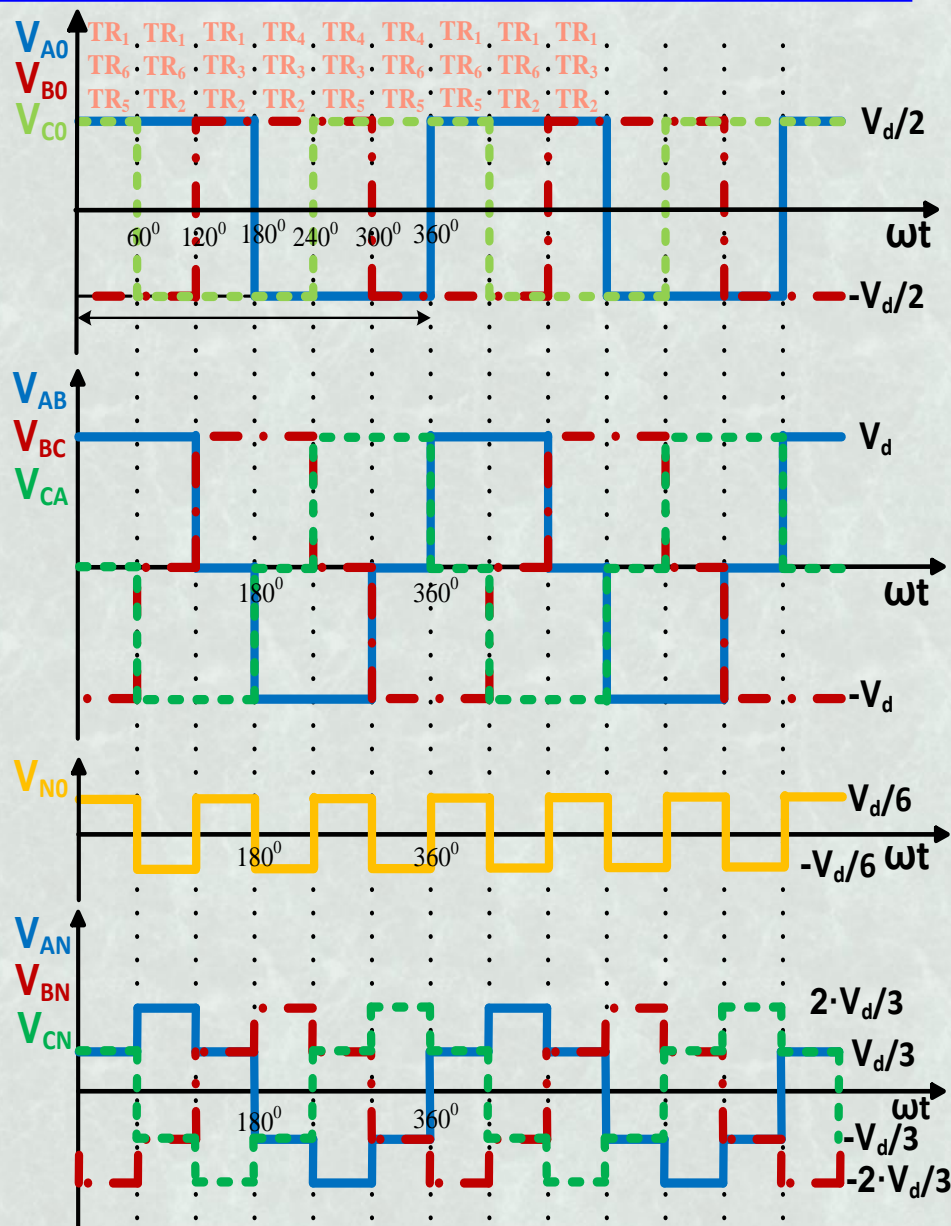 V_A0 TR₁ TR₁ TR₁ TR₄ TR₄ TR₄ TR₁ TR₁ TR₁
V_B0 TR₆ TR₆ TR₃ TR₃ TR₃ TR₆ TR₆ TR₆ TR₃
V_C0 TR₅ TR₂ TR₂ TR₂ TR₅ TR₅ TR₅ TR₂ TR₂
V_d/2
60⁰ 120⁰ 180⁰ 240⁰ 300⁰ 360⁰ ωt
-V_d/2
V_AB
V_BC V_d
V_CA
180⁰ 360⁰ ωt
-V_d
V_N0 V_d/6
180⁰ 360⁰ -V_d/6 ωt
V_AN
V_BN 2·V_d/3
V_CN V_d/3
180⁰ 360⁰ ωt
-V_d/3
-2·V_d/3